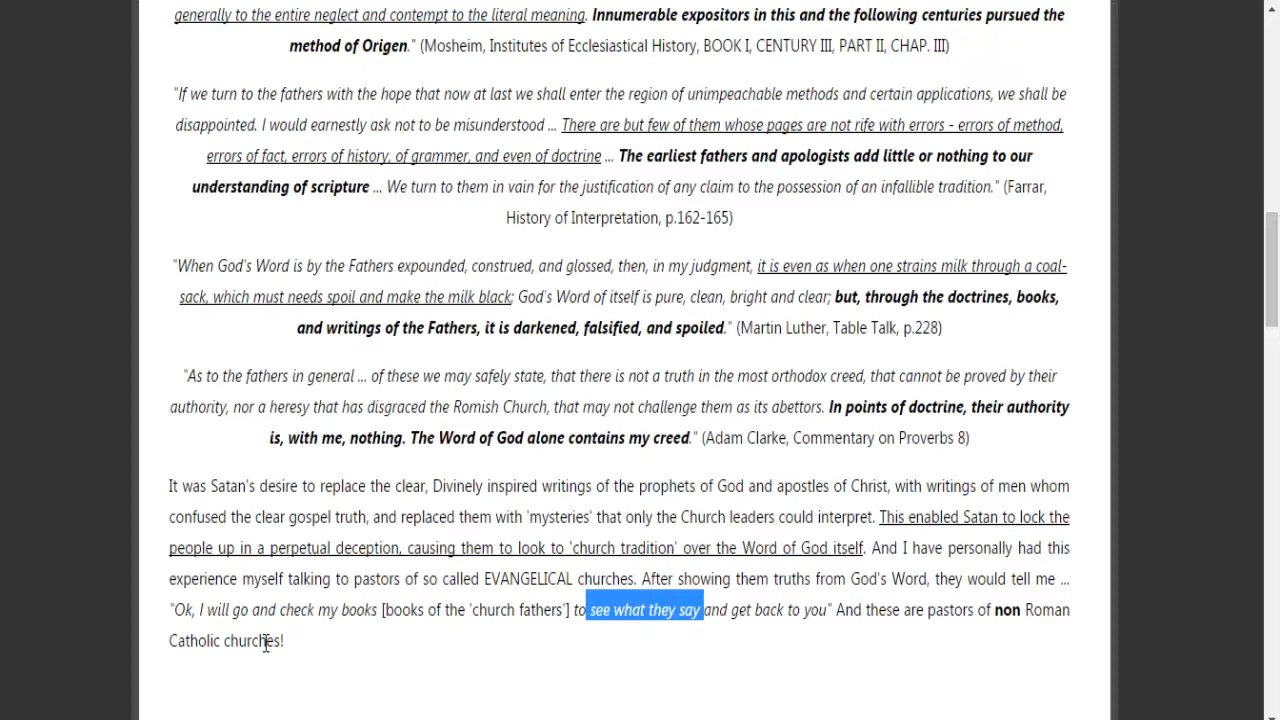 generally to the entire neglect and contempt to the literal meaning. Innumerable expositors in this and the following centuries pursued the
method of Origen." (Mosheim, Institutes of Ecclesiastical History, BOOK I, CENTURY III, PART II, CHAP. III)
"If we turn to the fathers with the hope that now at last we shall enter the region of unimpeachable methods and certain applications, we shall be
disappointed. I would earnestly ask not to be misunderstood ... There are but few of them whose pages are not rife with errors - errors of method,
errors of fact, errors of history, of grammer, and even of doctrine ... The earliest fathers and apologists add little or nothing to our
understanding of scripture ... We turn to them in vain for the justification of any claim to the possession of an infallible tradition." (Farrar,
History of Interpretation, p.162-165)
"When God's Word is by the Fathers expounded, construed, and glossed, then, in my judgment, it is even as when one strains milk through a coal-
sack, which must needs spoil and make the milk black; God's Word of itself is pure, clean, bright and clear; but, through the doctrines, books,
and writings of the Fathers, it is darkened, falsified, and spoiled." (Martin Luther, Table Talk, p.228)
"As to the fathers in general ... of these we may safely state, that there is not a truth in the most orthodox creed, that cannot be proved by their
authority, nor a heresy that has disgraced the Romish Church, that may not challenge them as its abettors. In points of doctrine, their authority
is, with me, nothing. The Word of God alone contains my creed." (Adam Clarke, Commentary on Proverbs 8)
It was Satan's desire to replace the clear, Divinely inspired writings of the prophets of God and apostles of Christ, with writings of men whom
confused the clear gospel truth, and replaced them with 'mysteries' that only the Church leaders could interpret. This enabled Satan to lock the
people up in a perpetual deception, causing them to look to 'church tradition' over the Word of God itself. And I have personally had this
experience myself talking to pastors of so called EVANGELICAL churches. After showing them truths from God's Word, they would tell me ...
"Ok, I will go and check my books [books of the 'church fathers'] to see what they say and get back to you" And these are pastors of non Roman
Catholic churches!